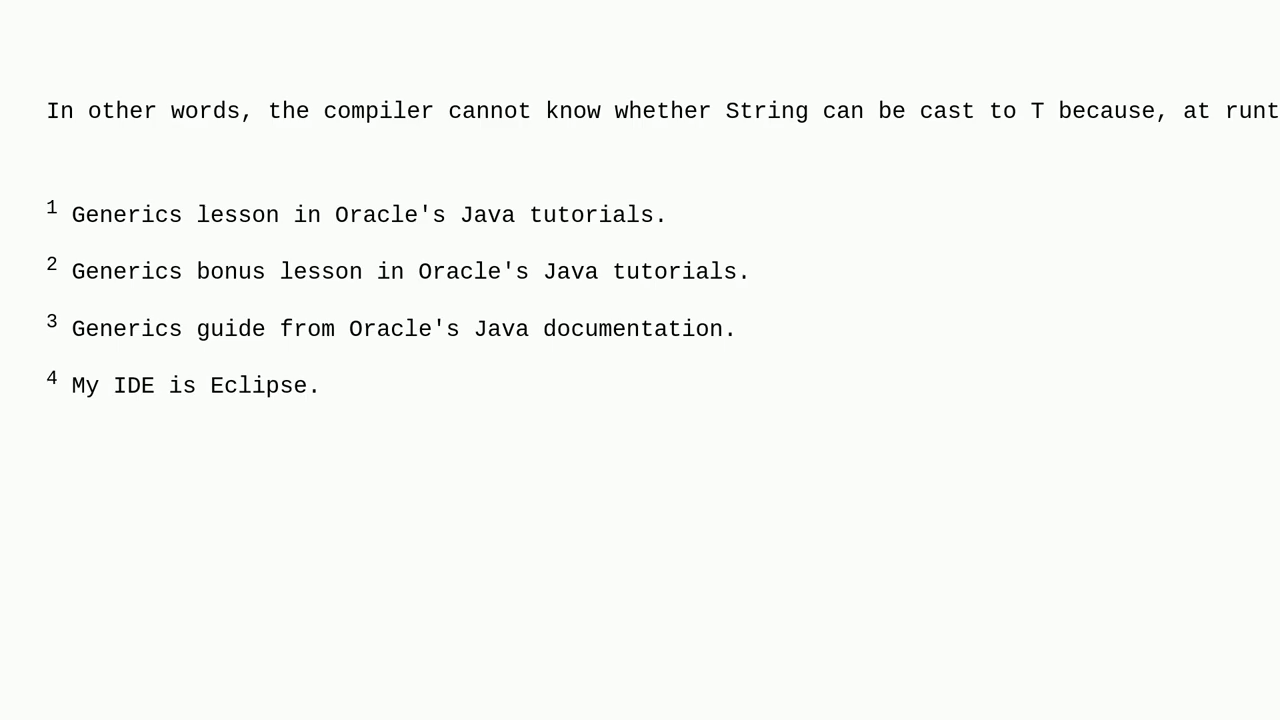 In other words, the compiler cannot know whether String can be cast to T because, at runt
1 Generics lesson in Oracle's Java tutorials.
2 Generics bonus lesson in Oracle's Java tutorials.
3 Generics guide from Oracle's Java documentation.
4 My IDE is Eclipse.